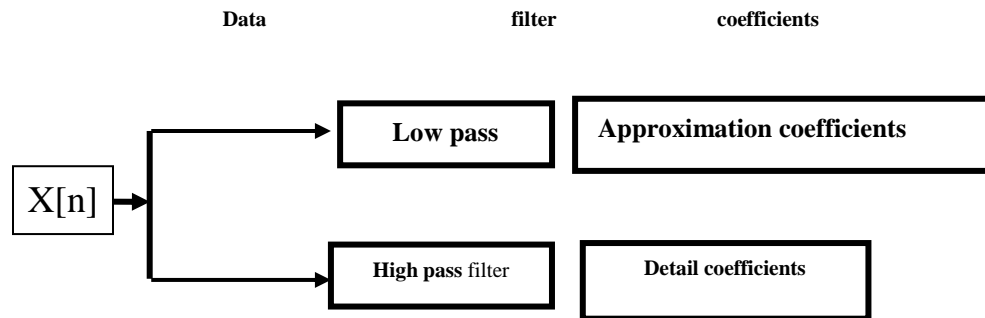 Data filter coefficients
Low pass
Approximation coefficients
X[n]
High pass filter
Detail coefficients